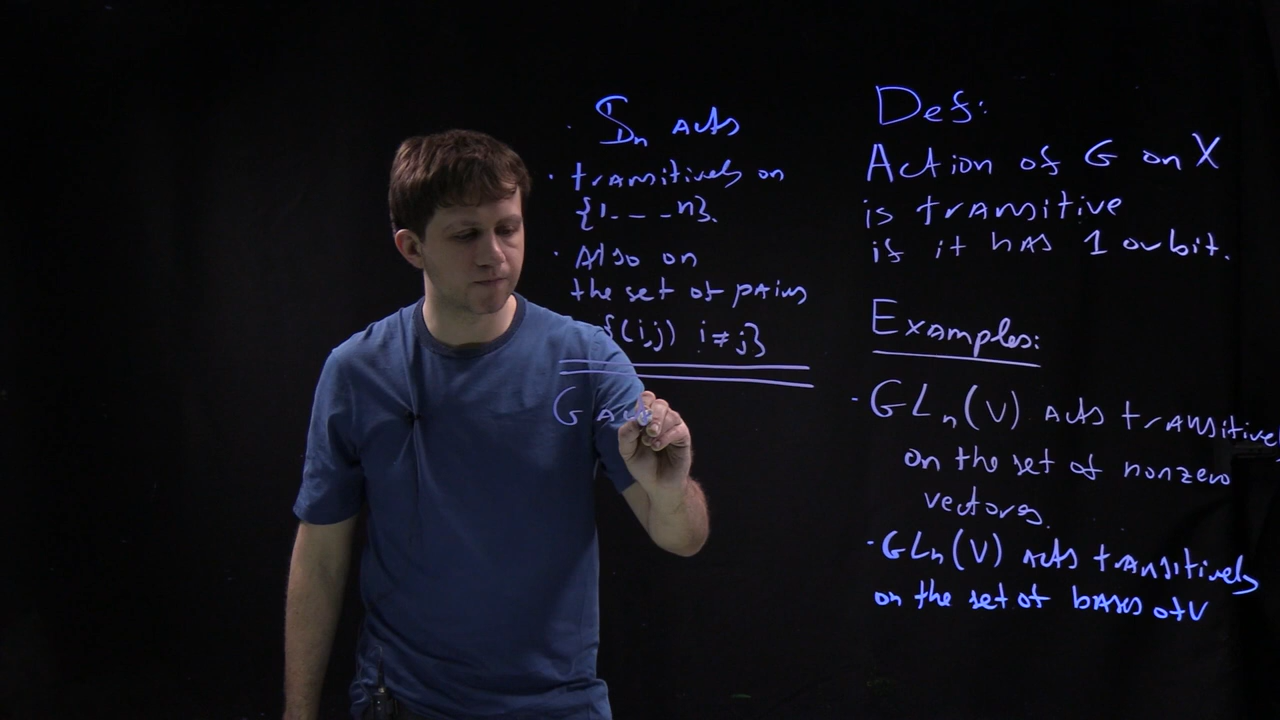 Def:
Action of G on X
is transitive
if it has 1 orbit.
Examples:
· GLn(V) acts transitively
on the set of nonzero
vectors.
· GLn(V) acts transitively
on the set of bases of V
· Sn acts
· transitively on
{1---n}.
· Also on
the set of pairs
{(i,j) i≠j}
G act